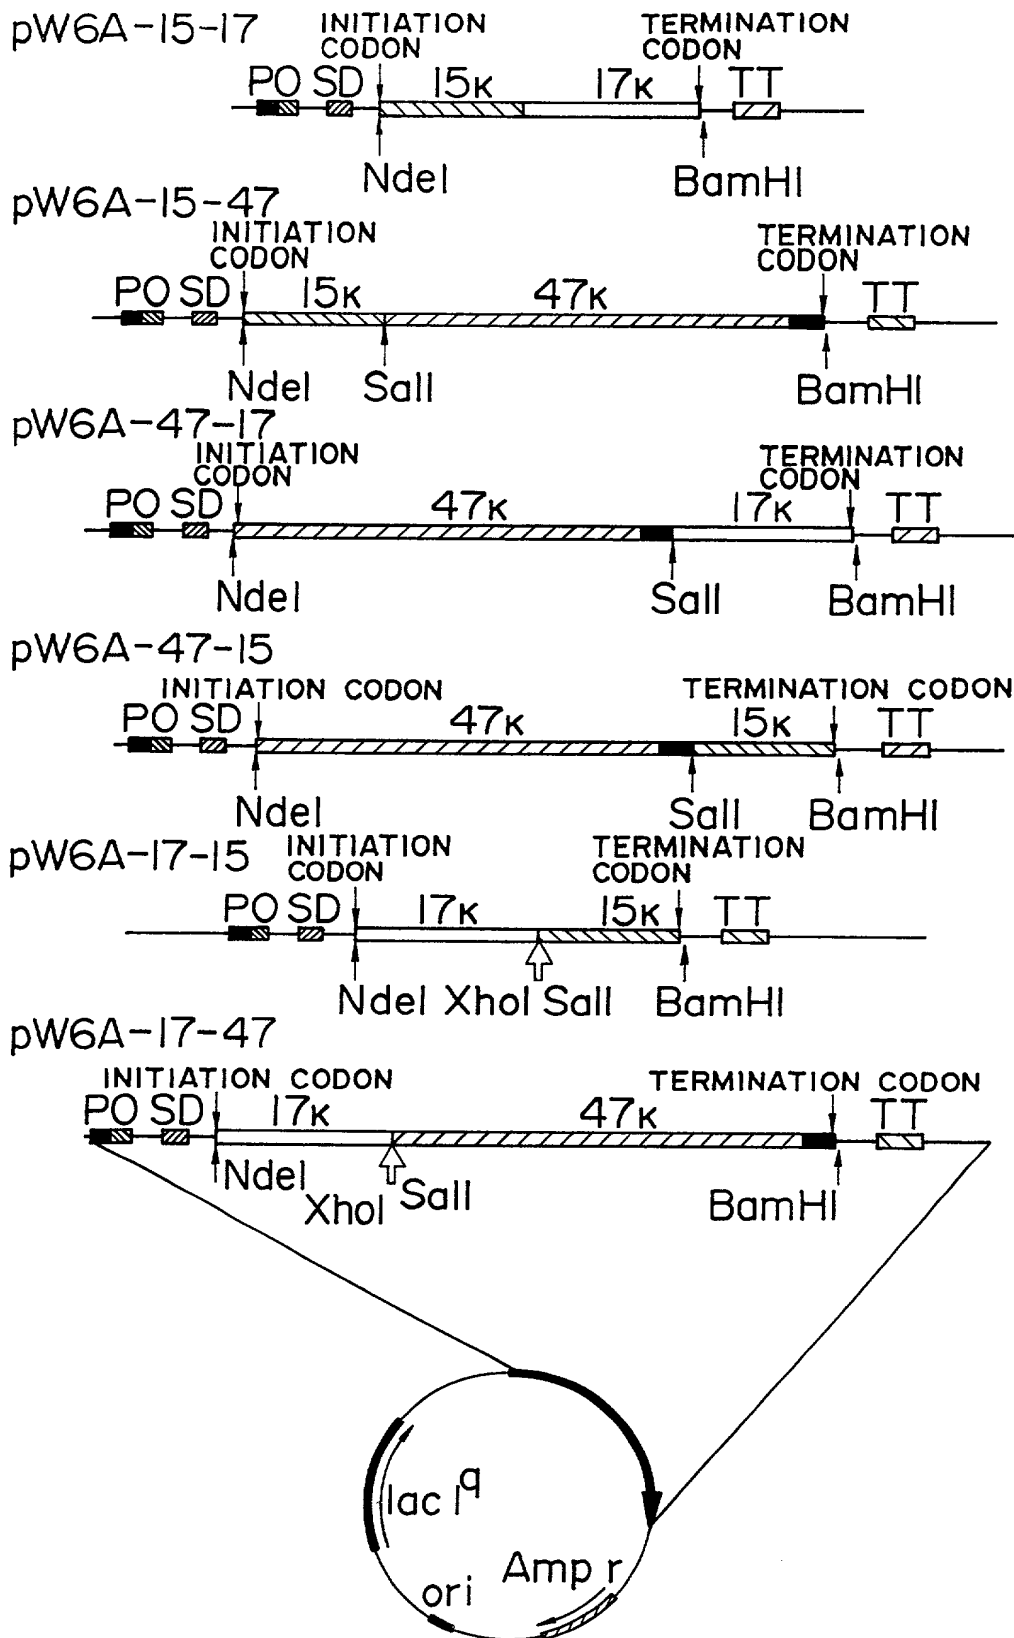 pW6A-15-17
INITIATION CODON
TERMINATION CODON
PO SD 15K 17K TT
NdeI BamHI
pW6A-15-47
INITIATION CODON
TERMINATION CODON
PO SD 15K 47K TT
NdeI SalI BamHI
pW6A-47-17
INITIATION CODON
TERMINATION CODON
PO SD 47K 17K TT
NdeI SalI BamHI
pW6A-47-15
INITIATION CODON TERMINATION CODON
PO SD 47K 15K TT
NdeI SalI BamHI
pW6A-17-15
INITIATION CODON
TERMINATION CODON
PO SD 17K 15K TT
NdeI XhoI SalI BamHI
pW6A-17-47
INITIATION CODON TERMINATION CODON
PO SD 17K 47K TT
NdeI XhoI SalI BamHI
lac I^q
Amp r
ori